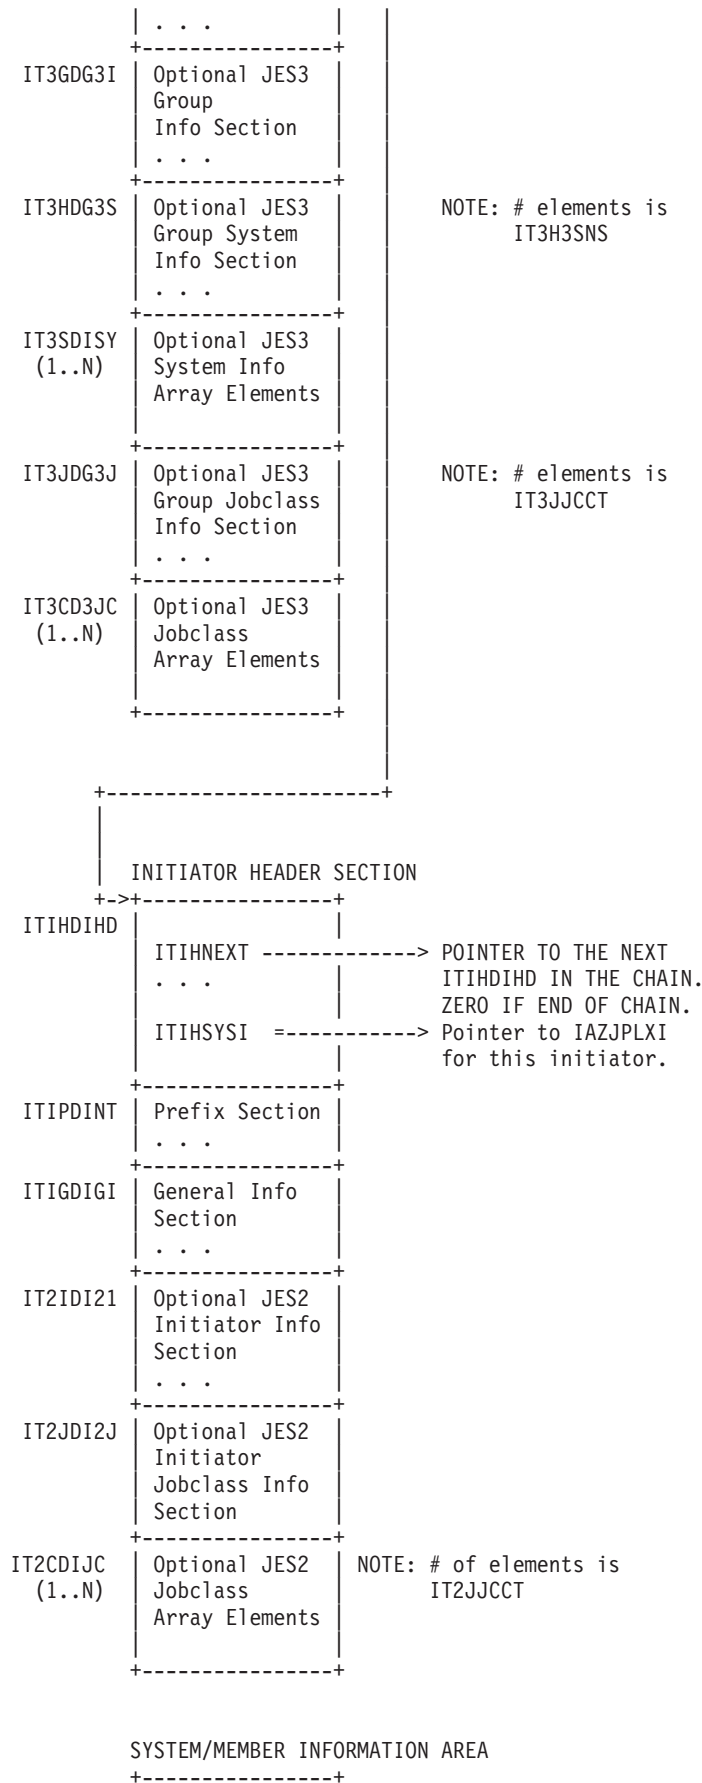 . . .
IT3GDG3I Optional JES3
Group
Info Section
. . .
IT3HDG3S Optional JES3 NOTE: # elements is
Group System IT3H3SNS
Info Section
. . .
IT3SDISY Optional JES3
(1..N) System Info
Array Elements
IT3JDG3J Optional JES3 NOTE: # elements is
Group Jobclass IT3JJCCT
Info Section
. . .
IT3CD3JC Optional JES3
(1..N) Jobclass
Array Elements
INITIATOR HEADER SECTION
ITIHDIHD
ITIHNEXT -------------> POINTER TO THE NEXT
. . . ITIHDIHD IN THE CHAIN.
ZERO IF END OF CHAIN.
ITIHSYSI =-----------> Pointer to IAZJPLXI
for this initiator.
ITIPDINT Prefix Section
. . .
ITIGDIGI General Info
Section
. . .
IT2IDI21 Optional JES2
Initiator Info
Section
. . .
IT2JDI2J Optional JES2
Initiator
Jobclass Info
Section
IT2CDIJC Optional JES2 NOTE: # of elements is
(1..N) Jobclass IT2JJCCT
Array Elements
SYSTEM/MEMBER INFORMATION AREA